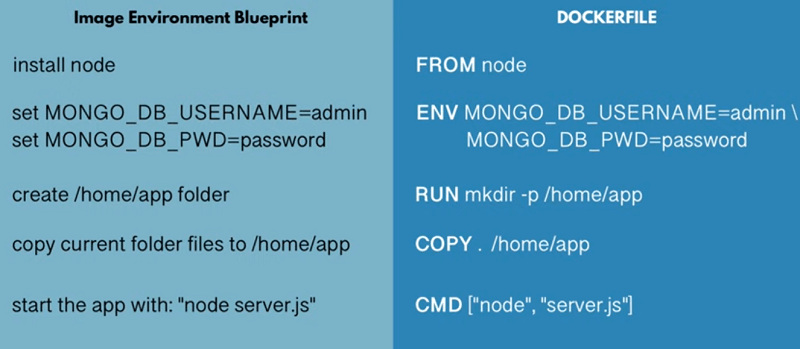 Image Environment Blueprint
install node
set MONGO_DB_USERNAME=admin
set MONGO_DB_PWD=password
create /home/app folder
copy current folder files to /home/app
start the app with: "node server.js"
DOCKERFILE
FROM node
ENV MONGO_DB_USERNAME=admin \
MONGO_DB_PWD=password
RUN mkdir -p /home/app
COPY . /home/app
CMD ["node", "server.js"]